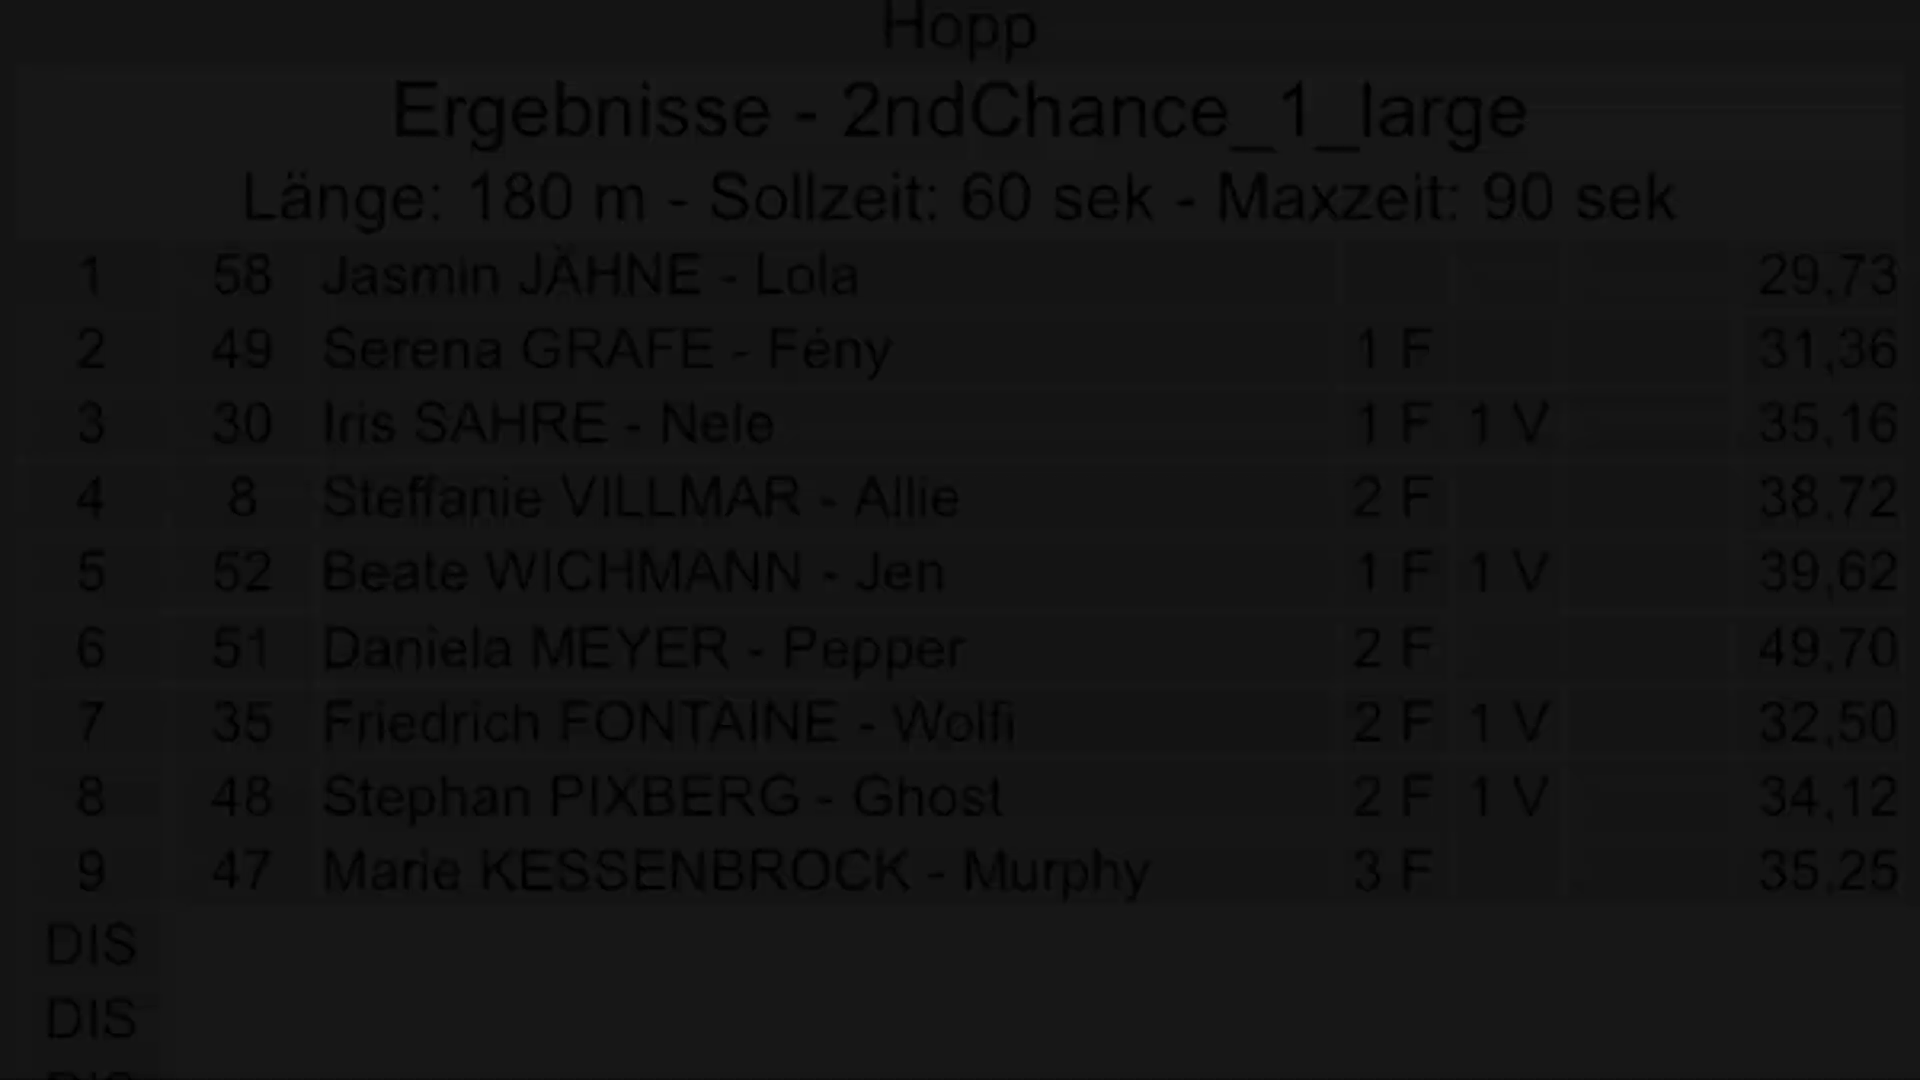 Hopp
Ergebnisse - 2ndChance_1_large
Länge: 180 m - Sollzeit: 60 sek - Maxzeit: 90 sek
1 58 Jasmin JÄHNE - Lola 29,73
2 49 Serena GRAFE - Fény 1 F 31,36
3 30 Iris SAHRE - Nele 1 F 1 V 35,16
4 8 Steffanie VILLMAR - Allie 2 F 38,72
5 52 Beate WICHMANN - Jen 1 F 1 V 39,62
6 51 Daniela MEYER - Pepper 2 F 49,70
7 35 Friedrich FONTAINE - Wolfi 2 F 1 V 32,50
8 48 Stephan PIXBERG - Ghost 2 F 1 V 34,12
9 47 Marie KESSENBROCK - Murphy 3 F 35,25
DIS
DIS
DIS